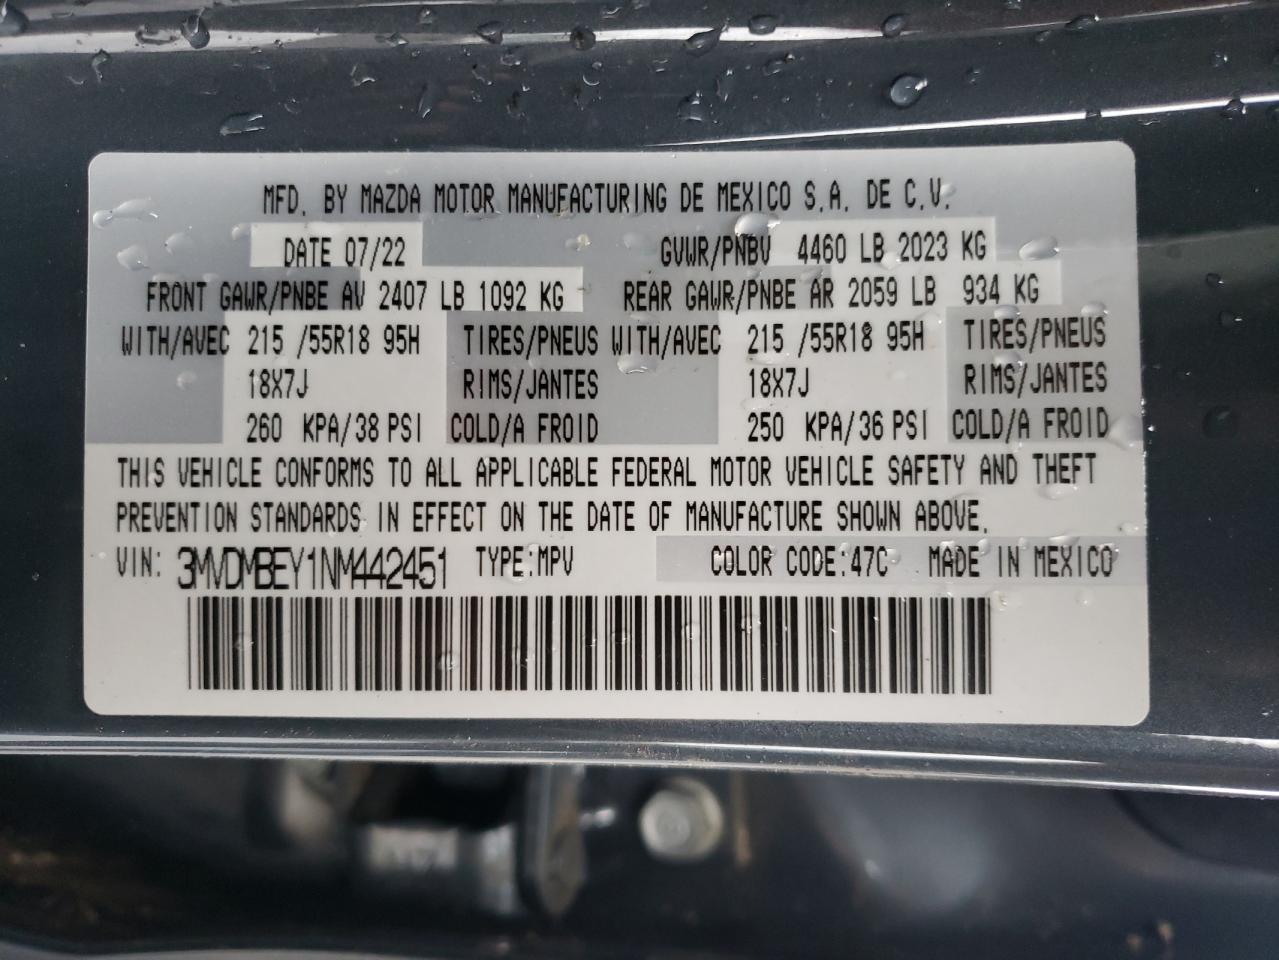 MFD. BY MAZDA MOTOR MANUFACTURING DE MEXICO S.A. DE C.V.
DATE 07/22 GVWR/PNBV 4460 LB 2023 KG
FRONT GAWR/PNBE AV 2407 LB 1092 KG REAR GAWR/PNBE AR 2059 LB 934 KG
WITH/AVEC 215 /55R18 95H TIRES/PNEUS WITH/AVEC 215 /55R18 95H TIRES/PNEUS
18X7J RIMS/JANTES 18X7J RIMS/JANTES
260 KPA/38 PSI COLD/A FROID 250 KPA/36 PSI COLD/A FROID
THIS VEHICLE CONFORMS TO ALL APPLICABLE FEDERAL MOTOR VEHICLE SAFETY AND THEFT
PREVENTION STANDARDS IN EFFECT ON THE DATE OF MANUFACTURE SHOWN ABOVE.
VIN: 3MVDMBEY1NM442451 TYPE:MPV COLOR CODE:47C MADE IN MEXICO